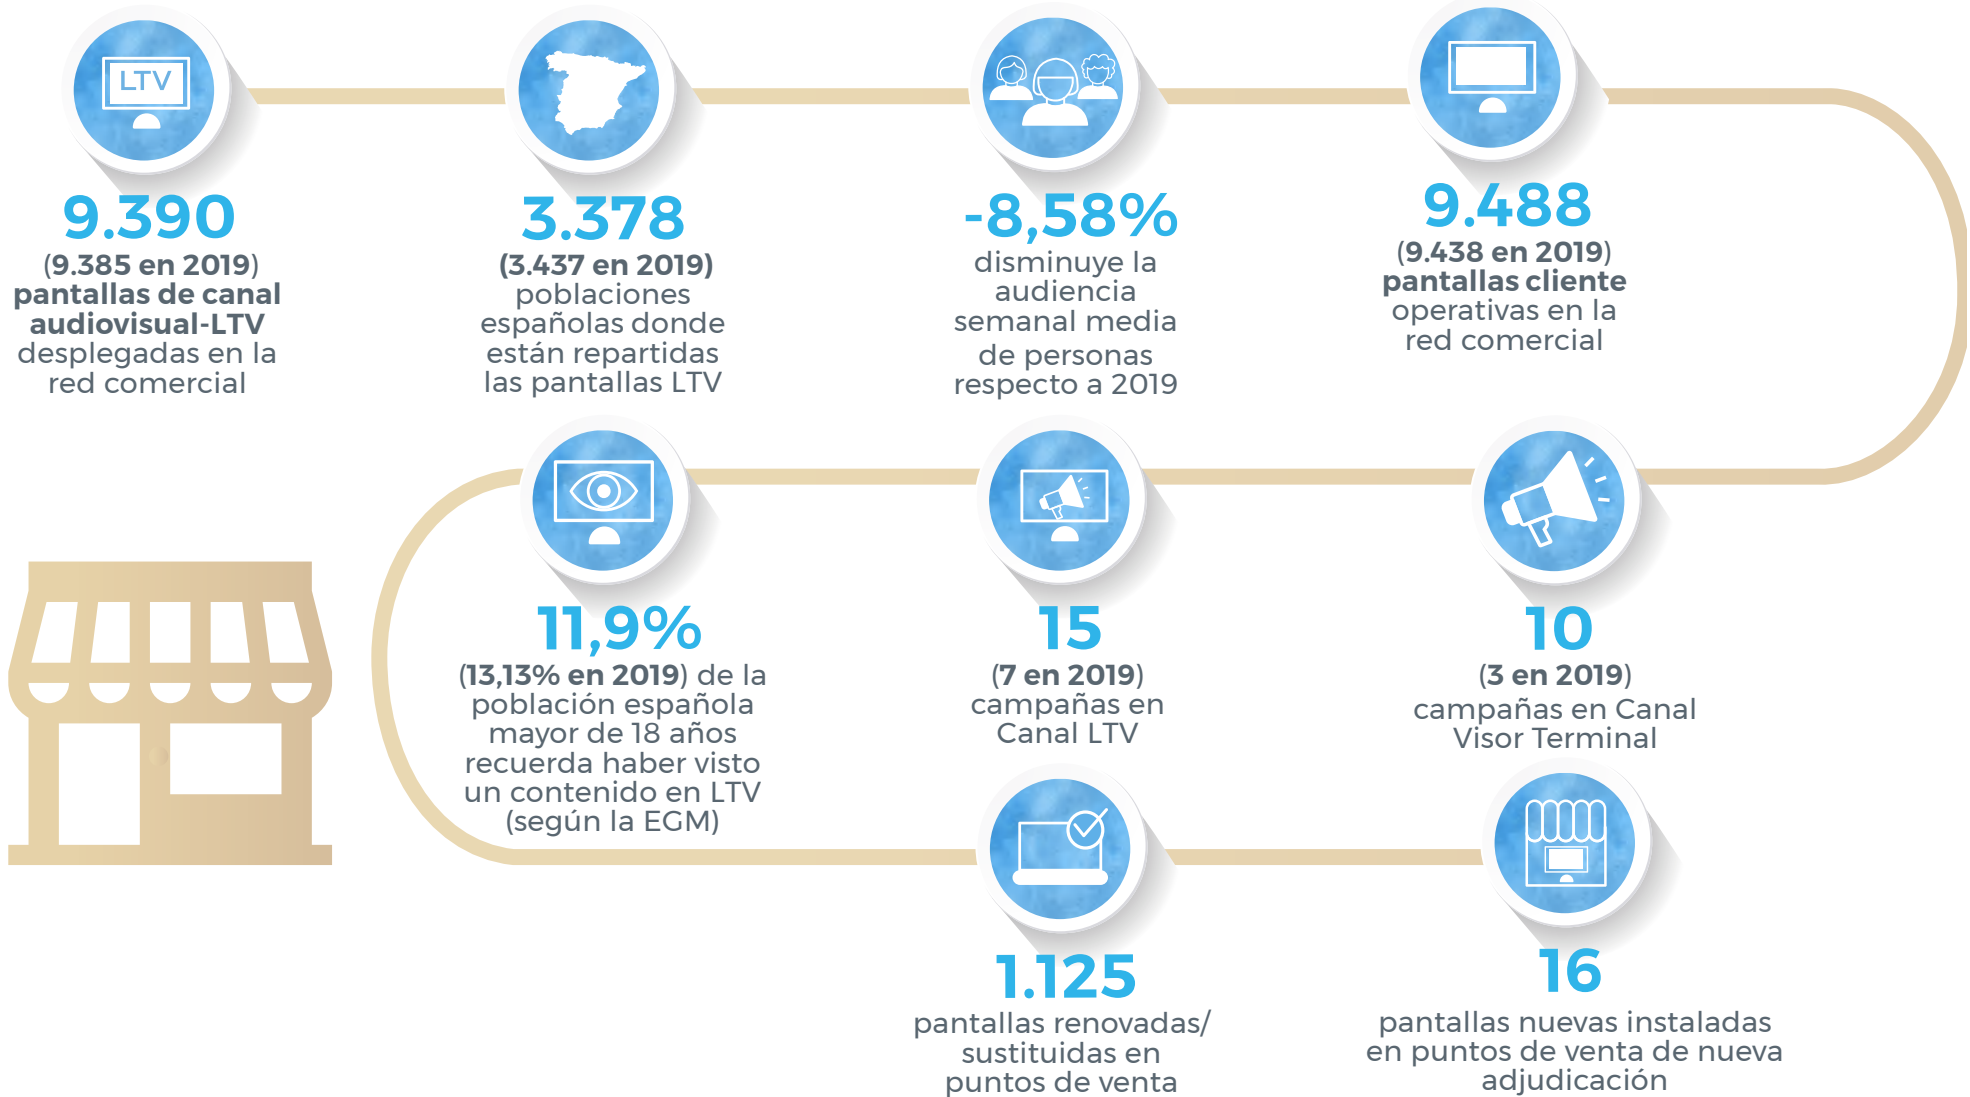 LTV
9.390
(9.385 en 2019)
pantallas de canal
audiovisual-LTV
desplegadas en la
red comercial
3.378
(3.437 en 2019)
poblaciones
españolas donde
están repartidas
las pantallas LTV
-8,58%
disminuye la
audiencia
semanal media
de personas
respecto a 2019
9.488
(9.438 en 2019)
pantallas cliente
operativas en la
red comercial
11,9%
(13,13% en 2019) de la
población española
mayor de 18 años
recuerda haber visto
un contenido en LTV
(según la EGM)
15
(7 en 2019)
campañas en
Canal LTV
10
(3 en 2019)
campañas en Canal
Visor Terminal
1.125
pantallas renovadas/
sustituidas en
puntos de venta
16
pantallas nuevas instaladas
en puntos de venta de nueva
adjudicación